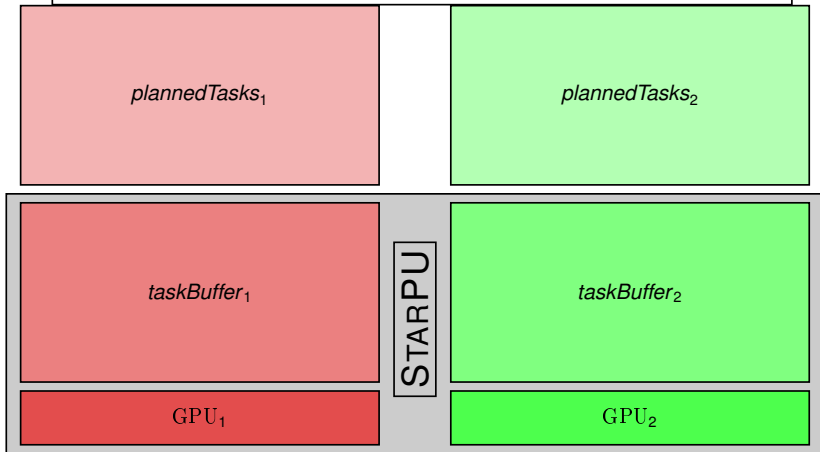 plannedTasks₁
plannedTasks₂
taskBuffer₁
STARPU
taskBuffer₂
GPU₁
GPU₂